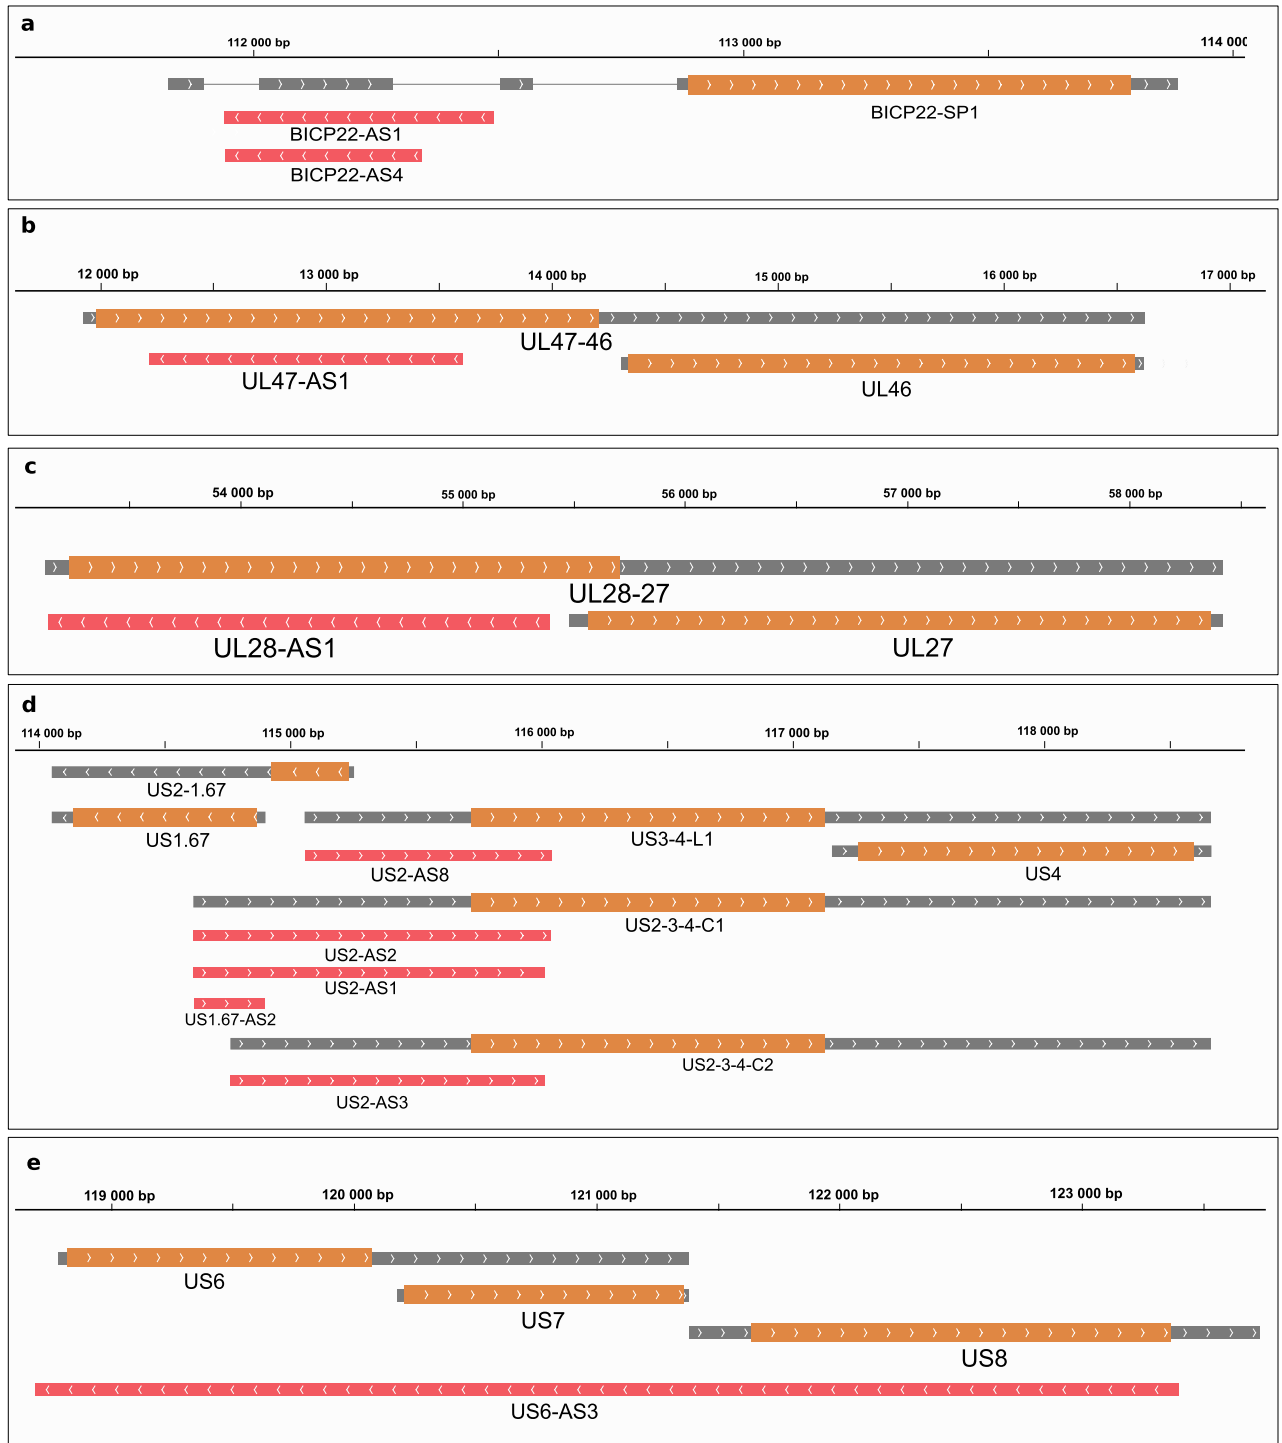 a
112 000 bp 113 000 bp 114 000
BICP22-SP1
BICP22-AS1
BICP22-AS4
b
12 000 bp 13 000 bp 14 000 bp 15 000 bp 16 000 bp 17 000 bp
UL47-46
UL47-AS1 UL46
c
54 000 bp 55 000 bp 56 000 bp 57 000 bp 58 000 bp
UL28-27
UL28-AS1 UL27
d
114 000 bp 115 000 bp 116 000 bp 117 000 bp 118 000 bp
US2-1.67
US1.67 US3-4-L1
US2-AS8 US4
US2-3-4-C1
US2-AS2
US2-AS1
US1.67-AS2
US2-3-4-C2
US2-AS3
e
119 000 bp 120 000 bp 121 000 bp 122 000 bp 123 000 bp
US6
US7
US8
US6-AS3